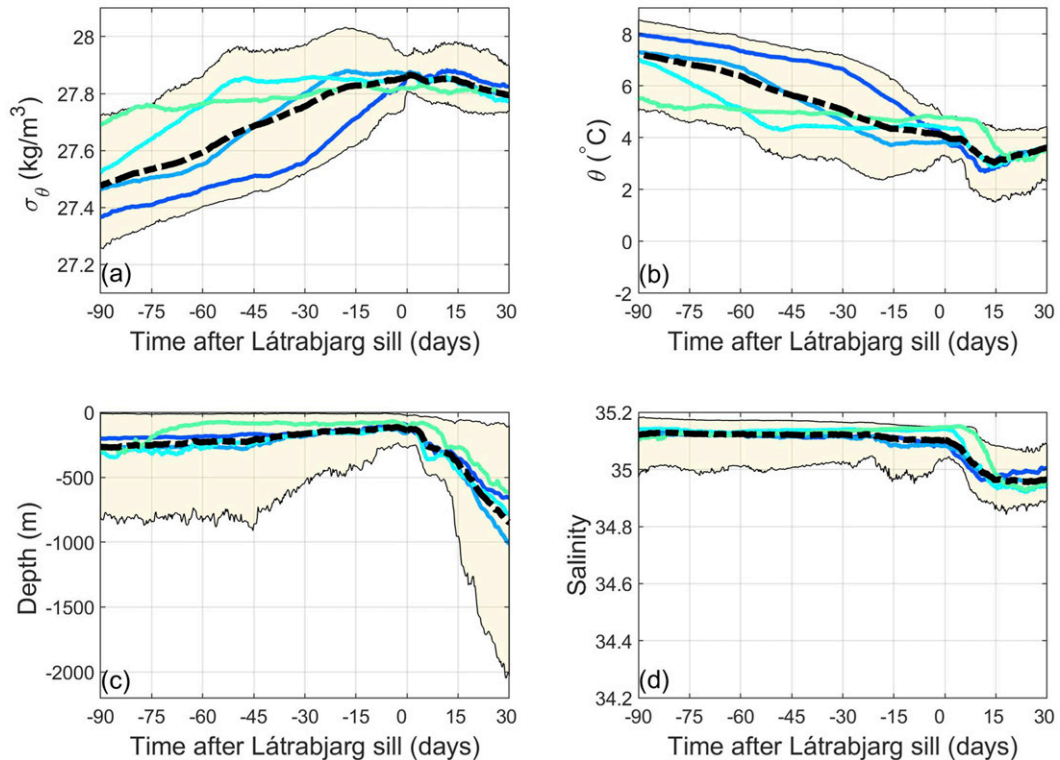 28
27.8
27.6
27.4
27.2
σθ (kg/m³)
(a)
-90 -75 -60 -45 -30 -15 0 15 30
Time after Látrabjarg sill (days)
8
6
4
2
0
-2
θ (°C)
(b)
-90 -75 -60 -45 -30 -15 0 15 30
Time after Látrabjarg sill (days)
0
-500
-1000
-1500
-2000
Depth (m)
(c)
-90 -75 -60 -45 -30 -15 0 15 30
Time after Látrabjarg sill (days)
35.2
35
34.8
34.6
34.4
34.2
Salinity
(d)
-90 -75 -60 -45 -30 -15 0 15 30
Time after Látrabjarg sill (days)